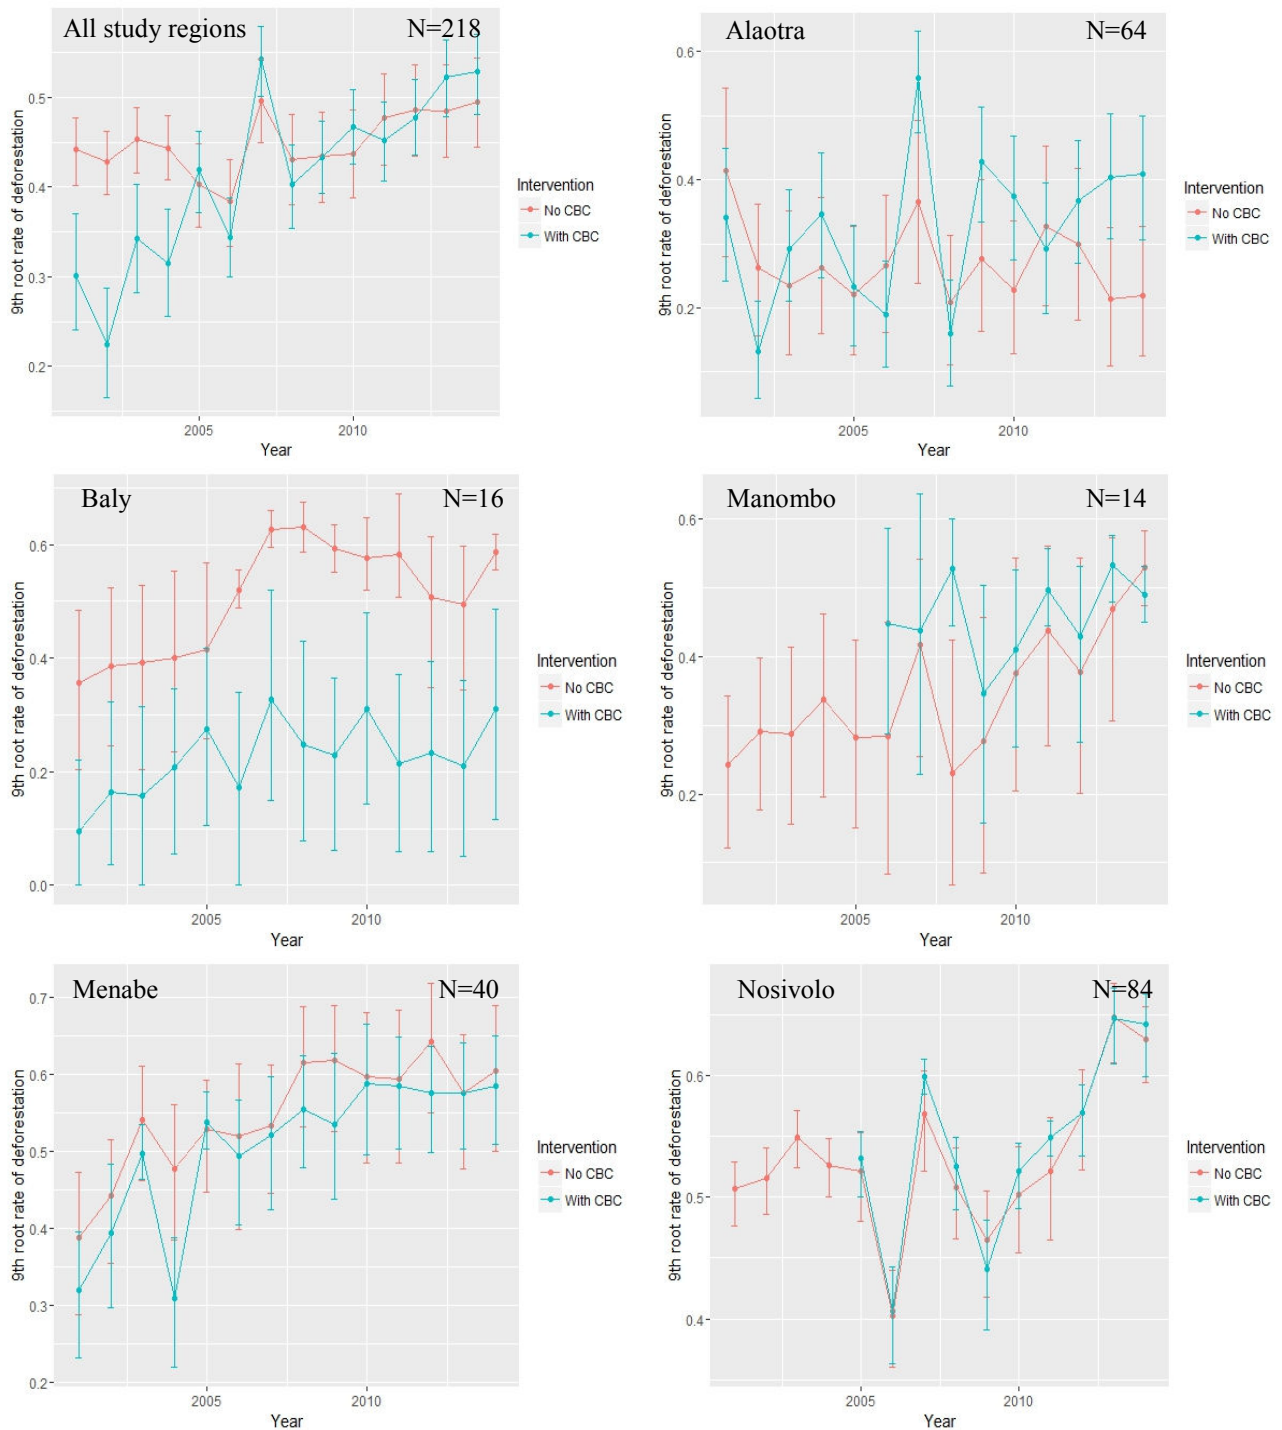 All study regions N=218
9th root rate of deforestation
0.5
0.4
0.3
0.2
2005 2010
Year
Intervention
No CBC
With CBC
Alaotra N=64
9th root rate of deforestation
0.6
0.4
0.2
2005 2010
Year
Intervention
No CBC
With CBC
Baly N=16
9th root rate of deforestation
0.6
0.4
0.2
0.0
2005 2010
Year
Intervention
No CBC
With CBC
Manombo N=14
9th root rate of deforestation
0.6
0.4
0.2
2005 2010
Year
Intervention
No CBC
With CBC
Menabe N=40
9th root rate of deforestation
0.7
0.6
0.5
0.4
0.3
0.2
2005 2010
Year
Intervention
No CBC
With CBC
Nosivolo N=84
9th root rate of deforestation
0.6
0.5
0.4
2005 2010
Year
Intervention
No CBC
With CBC